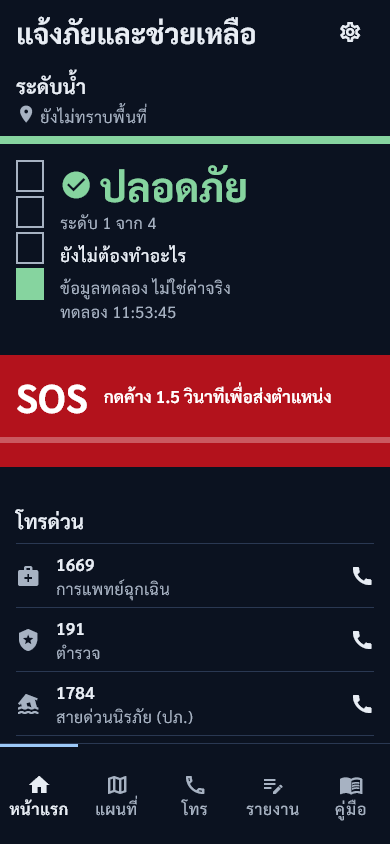 แจ้งภัยและช่วยเหลือ
ระดับน้ำ
ยังไม่ทราบพื้นที่
ปลอดภัย
ระดับ 1 จาก 4
ยังไม่ต้องทำอะไร
ข้อมูลทดลอง ไม่ใช่ค่าจริง
ทดลอง 11:53:45
SOS กดค้าง 1.5 วินาทีเพื่อส่งตำแหน่ง
โทรด่วน
1669
การแพทย์ฉุกเฉิน
191
ตำรวจ
1784
สายด่วนนิรภัย (ปภ.)
หน้าแรก แผนที่ โทร รายงาน คู่มือ